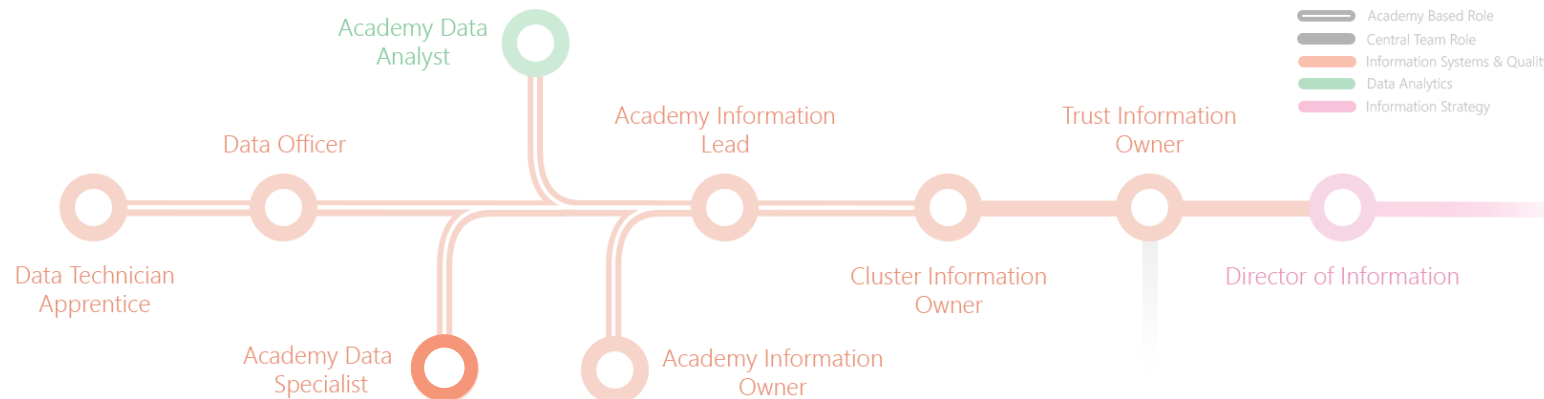 Academy Data
Analyst
Academy Based Role
Central Team Role
Information Systems & Quality
Data Analytics
Information Strategy
Data Officer
Academy Information
Lead
Trust Information
Owner
Data Technician
Apprentice
Cluster Information
Owner
Director of Information
Academy Data
Specialist
Academy Information
Owner